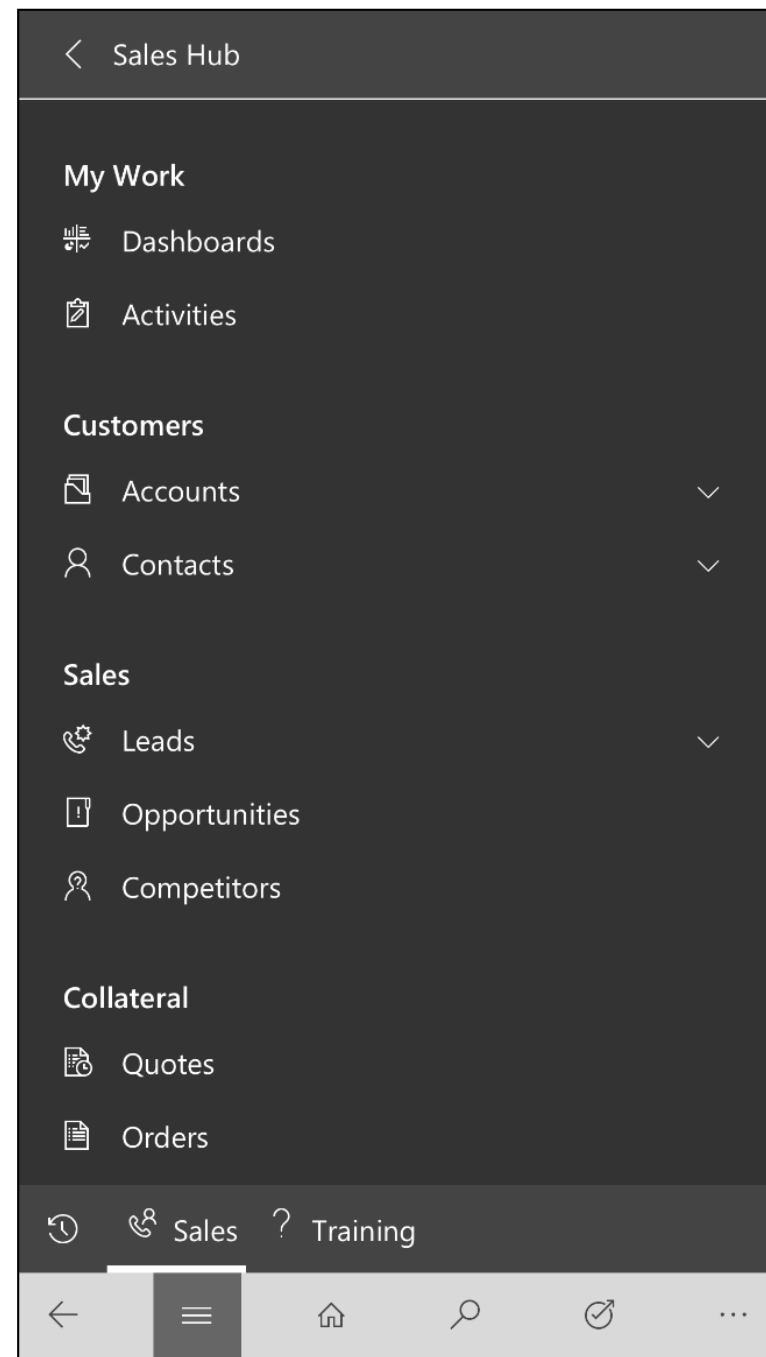 Sales Hub
My Work
Dashboards
Activities
Customers
Accounts
Contacts
Sales
Leads
Opportunities
Competitors
Collateral
Quotes
Orders
Sales ? Training